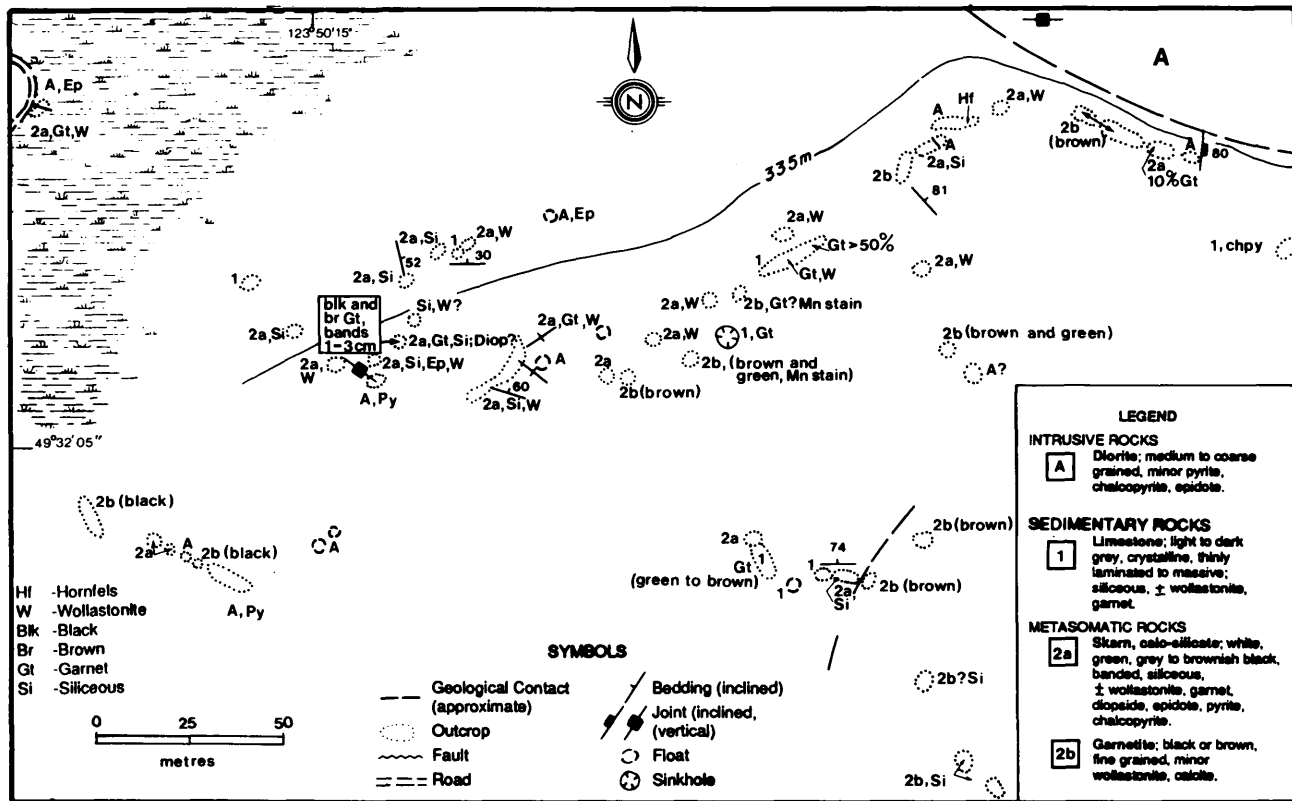 123° 50' 15"
A
A, Ep
2a, Gt, W
N
335m
A
Hf
2a, W
A
2a, Si
2b
81
2b
(brown)
2a
10% Gt
A
80
A, Ep
2a, W
1
2a, Si
30
52
2a, Si
1
2a, W
Gt > 50%
1
Gt, W
2a, W
1, chpy
blk and
br Gt,
bands
1-3cm
Si, W?
2a, Si
2a, Gt, Si; Diop?
2a, Gt, W
2a, W
2b, Gt? Mn stain
2a, W
1, Gt
2b (brown and green)
2a,
W
2a, Si, Ep, W
A
2a
2b, (brown
and
green, Mn stain)
2b (brown)
A?
A, Py
60
2a, Si, W
49° 32' 05"
2b (black)
2a
A
2b (black)
A
A, Py
2a
1
Gt
(green to brown)
1
1
74
2a
Si
2b (brown)
2b (brown)
2b? Si
2b, Si
Hf -Hornfels
W -Wollastonite
Blk -Black
Br -Brown
Gt -Garnet
Si -Siliceous
0 25 50
metres
SYMBOLS
Geological Contact
(approximate)
Outcrop
Fault
Road
Bedding (inclined)
Joint (inclined,
(vertical)
Float
Sinkhole
LEGEND
INTRUSIVE ROCKS
A Diorite; medium to coarse
grained, minor pyrite,
chalcopyrite, epidote.
SEDIMENTARY ROCKS
1 Limestone; light to dark
grey, crystalline, thinly
laminated to massive;
siliceous, ± wollastonite,
garnet.
METASOMATIC ROCKS
2a Skarn, calc-silicate; white,
green, grey to brownish black,
banded, siliceous,
± wollastonite, garnet,
diopside, epidote, pyrite,
chalcopyrite.
2b Garnetite; black or brown,
fine grained, minor
wollastonite, calcite.